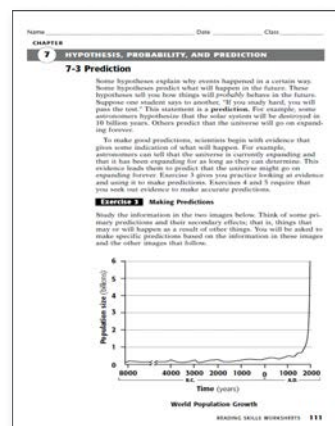 Name Date Class
CHAPTER
7 HYPOTHESIS, PROBABILITY, AND PREDICTION
7-3 Prediction
Some hypotheses explain why events happened in a certain way.
Some hypotheses predict what will happen in the future. These
hypotheses tell you how things will probably behave in the future.
Suppose one student says to another, "If you study hard, you will
pass the test." This statement is a prediction. For example, some
astronomers hypothesize that the solar system will be destroyed in
10 billion years. Others predict that the universe will go on expand-
ing forever.
To make good predictions, scientists begin with evidence that
gives some indication of what will happen. For example,
astronomers can tell that the universe is currently expanding and
that it has been expanding for as long as they can determine. This
evidence leads them to predict that the universe might go on
expanding forever. Exercise 3 gives you practice looking at evidence
and using it to make predictions. Exercises 4 and 5 require that
you seek out evidence to make accurate predictions.
Exercise 3 Making Predictions
Study the information in the two images below. Think of some pri-
mary predictions and their secondary effects; that is, things that
may or will happen as a result of other things. You will be asked to
make specific predictions based on the information in these images
and the other images that follow.
Population size (billions)
6
5
4
3
2
1
0
8000 4000 3000 2000 1000 0 1000 2000
B.C. A.D.
Time (years)
World Population Growth
READING SKILLS WORKSHEETS 111